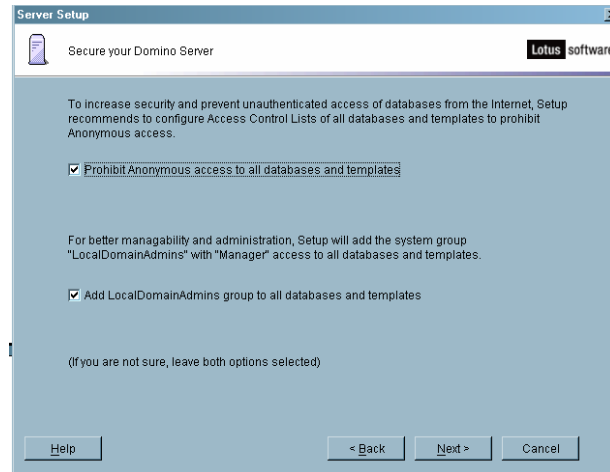 Server Setup
Secure your Domino Server
Lotus software
To increase security and prevent unauthenticated access of databases from the Internet, Setup
recommends to configure Access Control Lists of all databases and templates to prohibit
Anonymous access.
Prohibit Anonymous access to all databases and templates
For better managability and administration, Setup will add the system group
"LocalDomainAdmins" with "Manager" access to all databases and templates.
Add LocalDomainAdmins group to all databases and templates
(If you are not sure, leave both options selected)
Help
< Back
Next >
Cancel